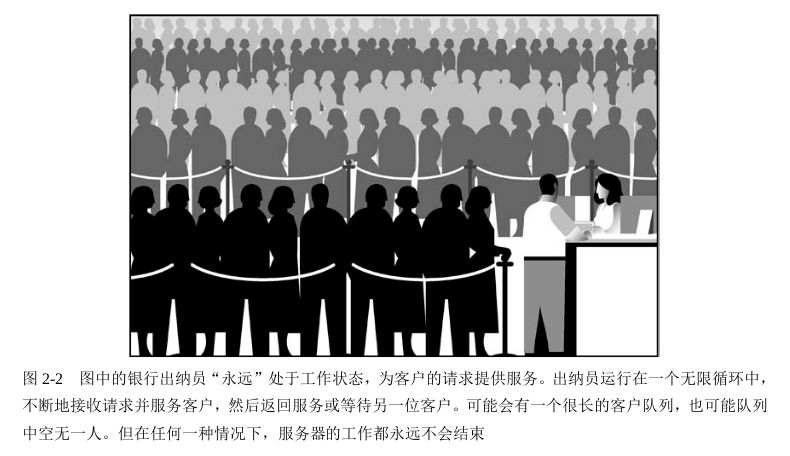 图 2-2　图中的银行出纳员“永远”处于工作状态，为客户的请求提供服务。出纳员运行在一个无限循环中，
不断地接收请求并服务客户，然后返回服务或等待另一位客户。可能会有一个很长的客户队列，也可能队列
中空无一人。但在任何一种情况下，服务器的工作都永远不会结束